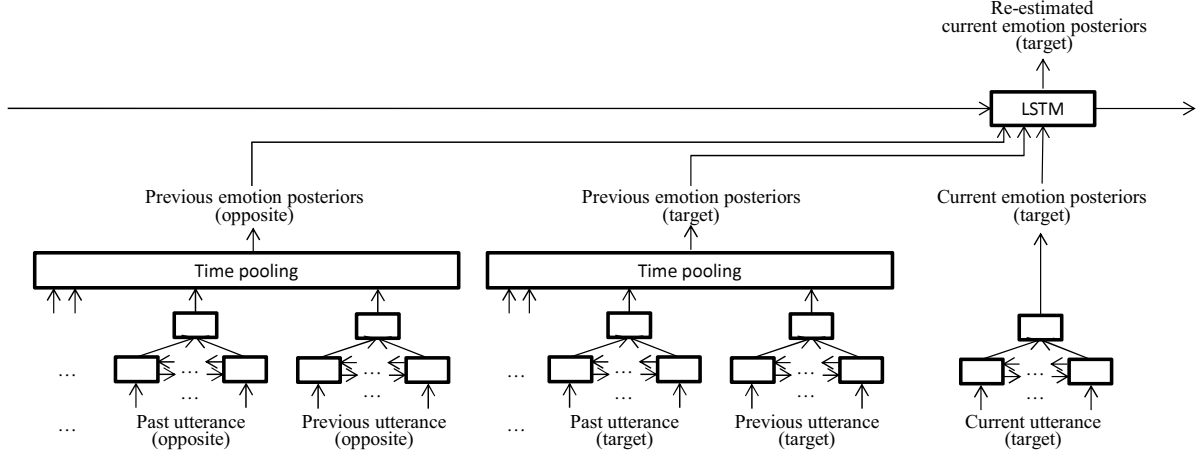 Re-estimated
current emotion posteriors
(target)
LSTM
Previous emotion posteriors
(opposite)
Previous emotion posteriors
(target)
Current emotion posteriors
(target)
Time pooling
Time pooling
...
...
...
...
...
...
...
...
...
...
...
...
...
Past utterance
(opposite)
Previous utterance
(opposite)
...
Past utterance
(target)
Previous utterance
(target)
Current utterance
(target)